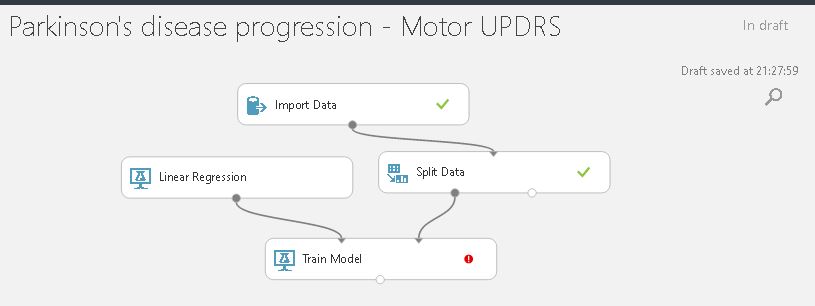 Parkinson's disease progression - Motor UPDRS
In draft
Draft saved at 21:27:59
Import Data
Linear Regression
Split Data
Train Model